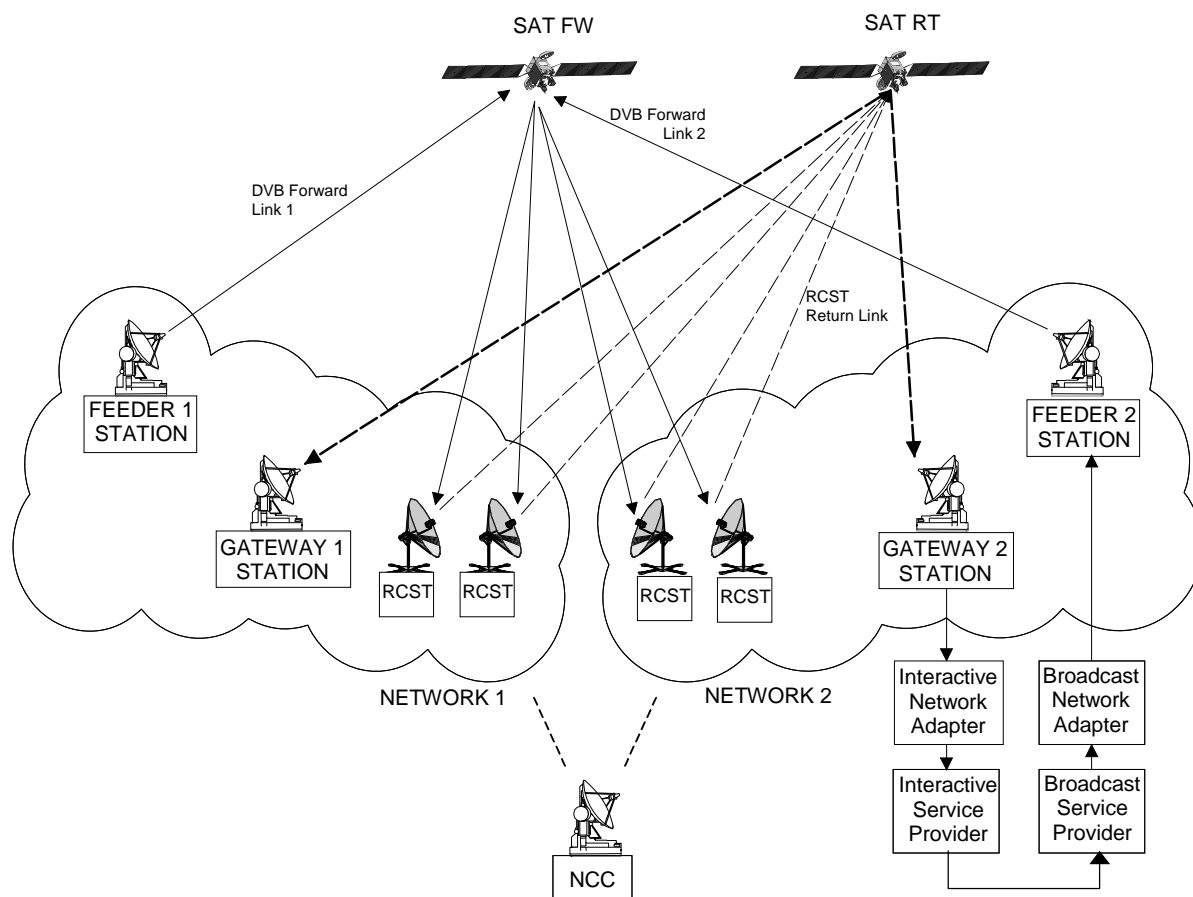 SAT FW
SAT RT
DVB Forward
Link 2
DVB Forward
Link 1
RCST
Return Link
FEEDER 1
STATION
FEEDER 2
STATION
GATEWAY 1
STATION
GATEWAY 2
STATION
RCST
RCST
RCST
RCST
NETWORK 1
NETWORK 2
Interactive
Network
Adapter
Broadcast
Network
Adapter
Interactive
Service
Provider
Broadcast
Service
Provider
NCC